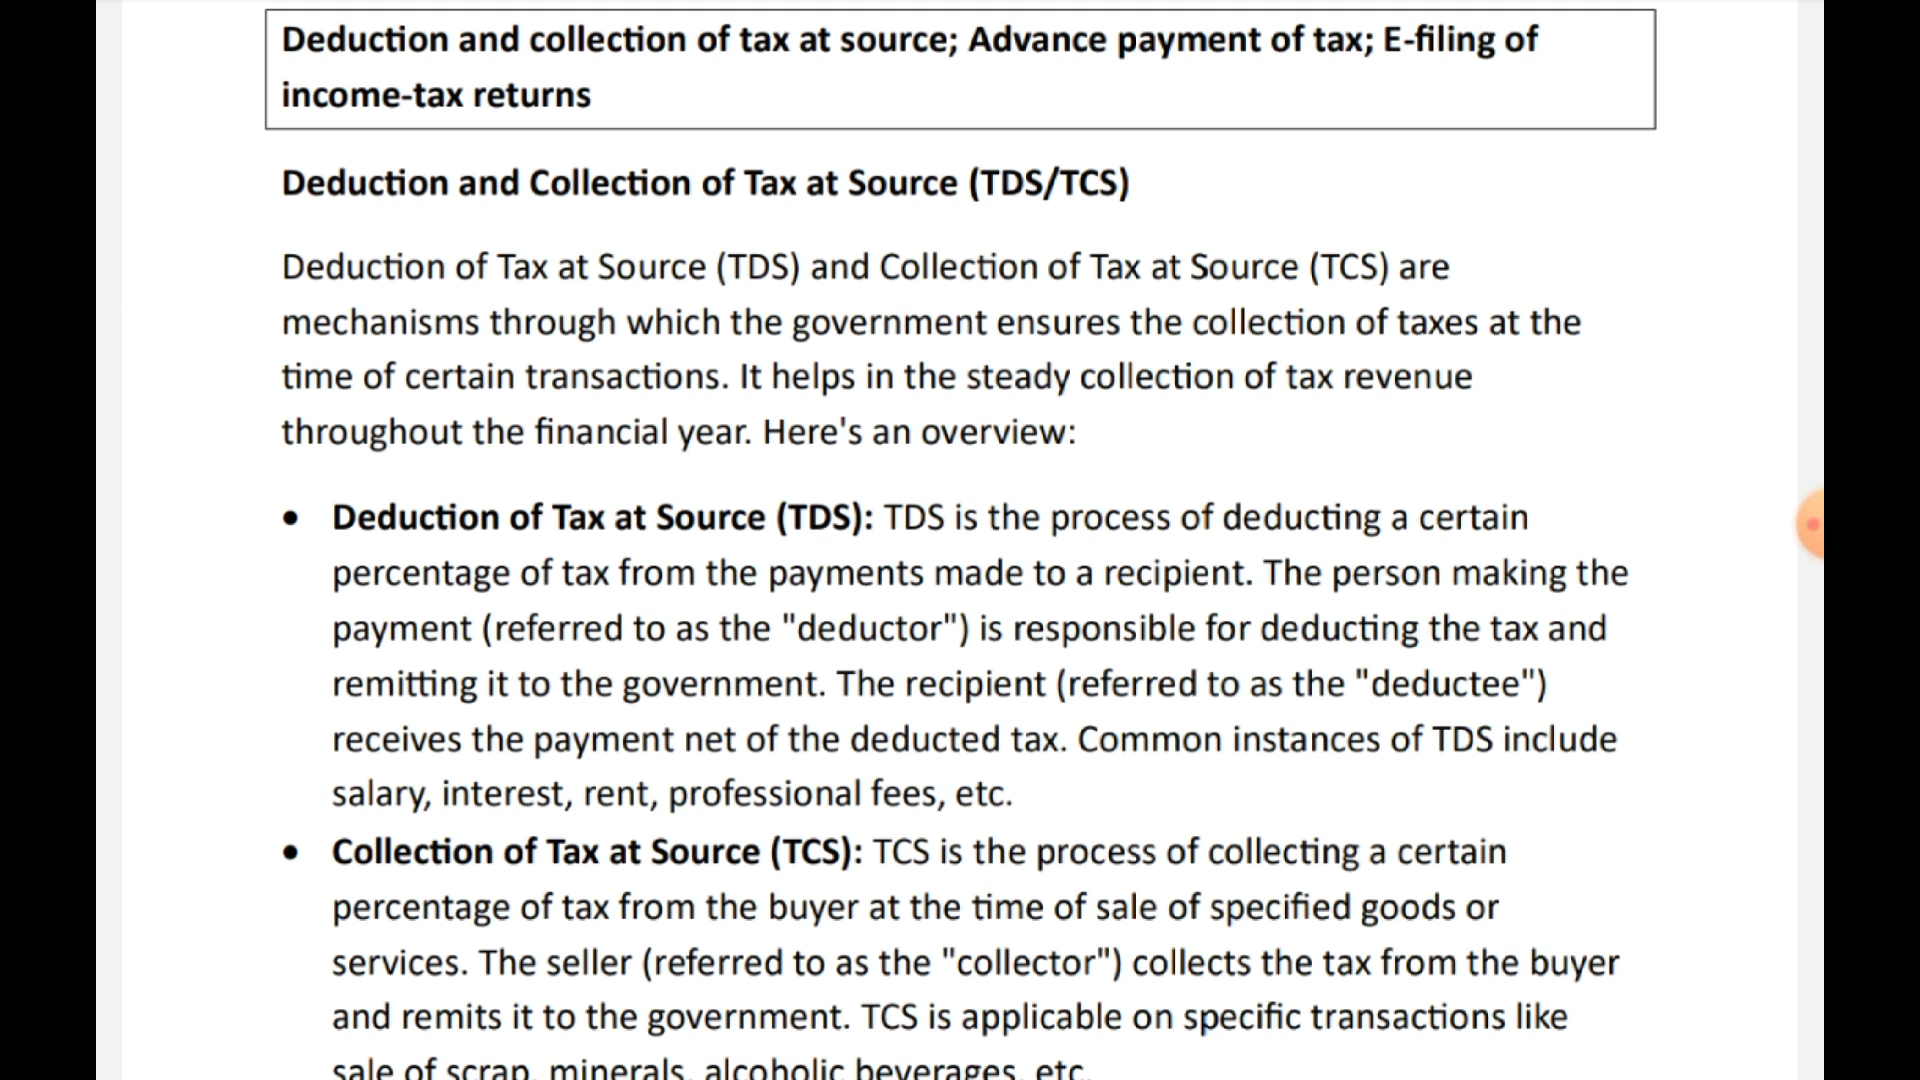 Deduction and collection of tax at source; Advance payment of tax; E-filing of
income-tax returns
Deduction and Collection of Tax at Source (TDS/TCS)
Deduction of Tax at Source (TDS) and Collection of Tax at Source (TCS) are
mechanisms through which the government ensures the collection of taxes at the
time of certain transactions. It helps in the steady collection of tax revenue
throughout the financial year. Here's an overview:
• Deduction of Tax at Source (TDS): TDS is the process of deducting a certain
percentage of tax from the payments made to a recipient. The person making the
payment (referred to as the "deductor") is responsible for deducting the tax and
remitting it to the government. The recipient (referred to as the "deductee")
receives the payment net of the deducted tax. Common instances of TDS include
salary, interest, rent, professional fees, etc.
• Collection of Tax at Source (TCS): TCS is the process of collecting a certain
percentage of tax from the buyer at the time of sale of specified goods or
services. The seller (referred to as the "collector") collects the tax from the buyer
and remits it to the government. TCS is applicable on specific transactions like
sale of scrap, minerals, alcoholic beverages, etc.